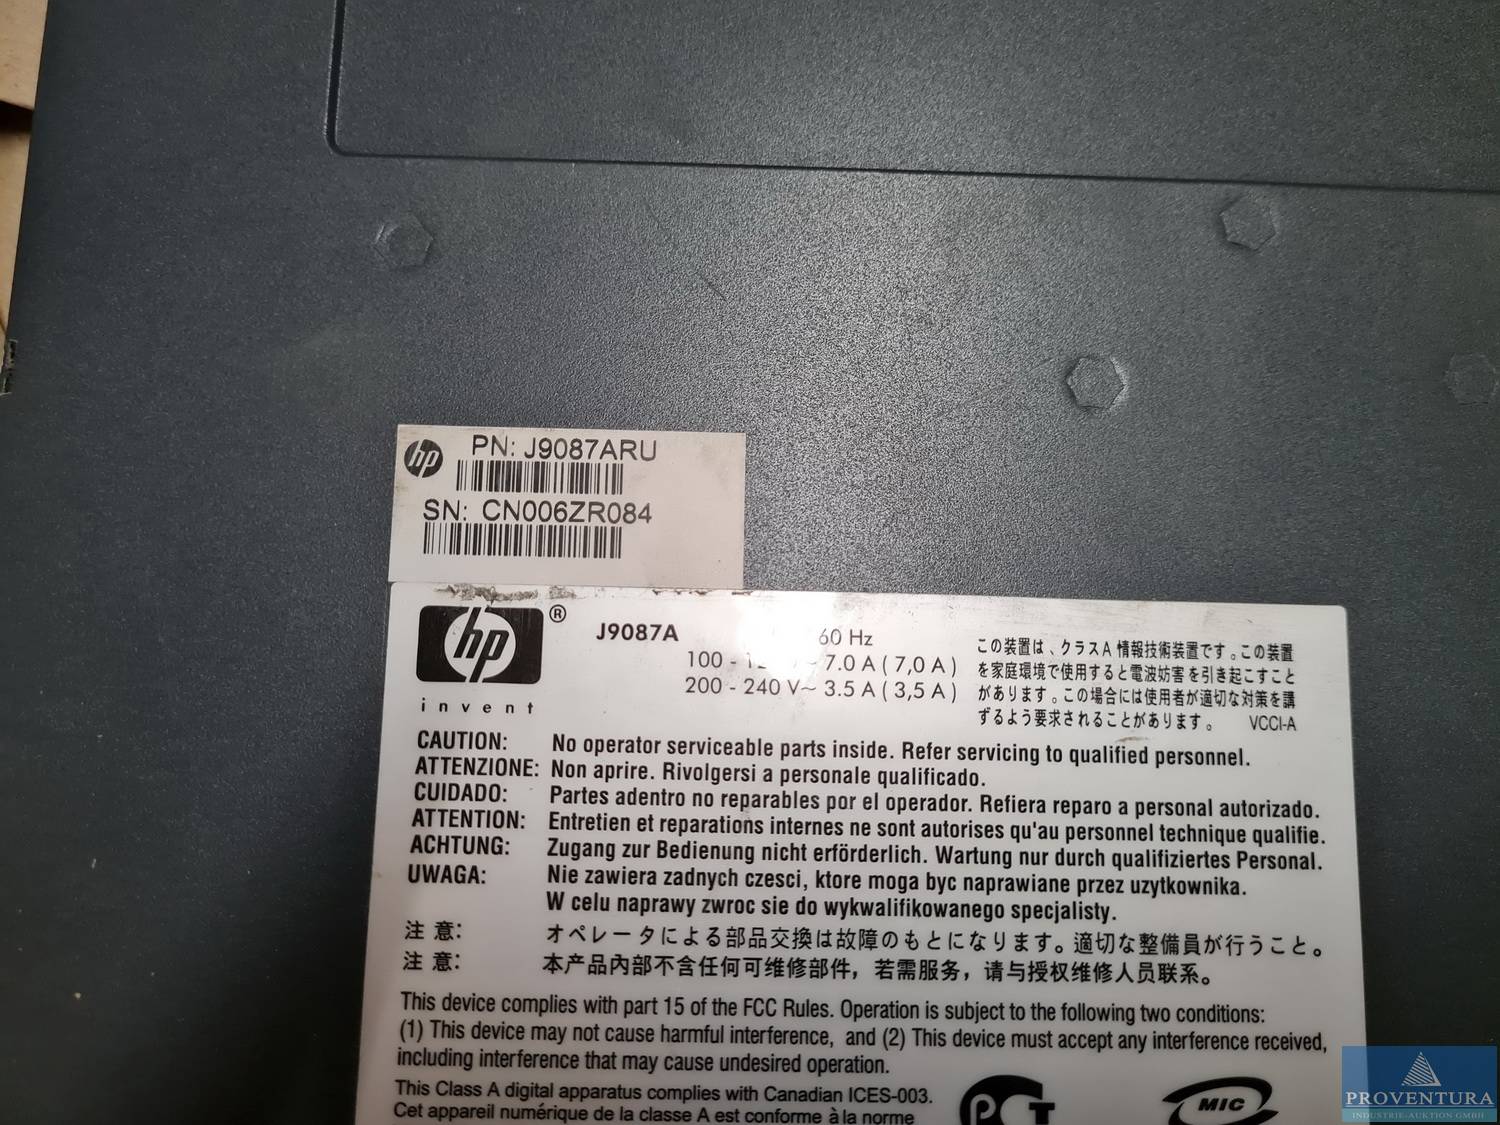 hp PN: J9087ARU
SN: CN006ZR084
hp ®
invent
J9087A
60 Hz
100 - ~ 7.0 A ( 7,0 A )
200 - 240 V~ 3.5 A ( 3,5 A )
この装置は、クラスA 情報技術装置です。この装置
を家庭環境で使用すると電波妨害を引き起こすこと
があります。この場合には使用者が適切な対策を講
ずるよう要求されることがあります。 VCCI-A
CAUTION: No operator serviceable parts inside. Refer servicing to qualified personnel.
ATTENZIONE: Non aprire. Rivolgersi a personale qualificado.
CUIDADO: Partes adentro no reparables por el operador. Refiera reparo a personal autorizado.
ATTENTION: Entretien et reparations internes ne sont autorises qu'au personnel technique qualifie.
ACHTUNG: Zugang zur Bedienung nicht erförderlich. Wartung nur durch qualifiziertes Personal.
UWAGA: Nie zawiera zadnych czesci, ktore moga byc naprawiane przez uzytkownika.
W celu naprawy zwroc sie do wykwalifikowanego specjalisty.
注 意: オペレータによる部品交換は故障のもとになります。適切な整備員が行うこと。
注 意: 本产品内部不含任何可维修部件，若需服务，请与授权维修人员联系。
This device complies with part 15 of the FCC Rules. Operation is subject to the following two conditions:
(1) This device may not cause harmful interference, and (2) This device must accept any interference received,
including interference that may cause undesired operation.
This Class A digital apparatus complies with Canadian ICES-003.
Cet appareil numérique de la classe A est conforme à la norme
MIC
PROVENTURA
INDUSTRIE-AUKTION GMBH